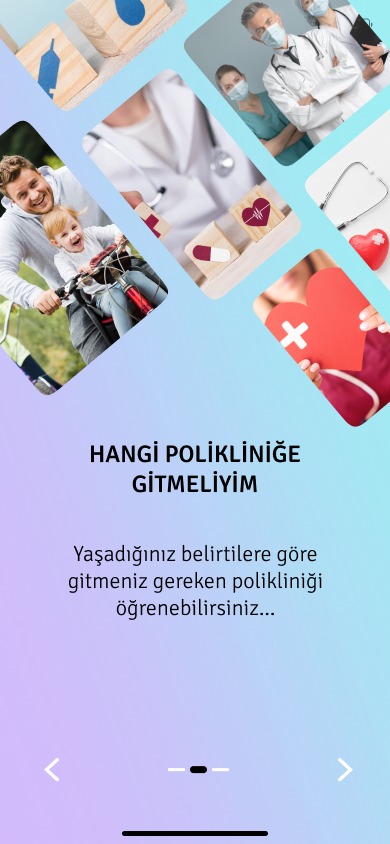 HANGİ POLİKLİNİĞE
GİTMELİYİM
Yaşadığınız belirtilere göre
gitmeniz gereken polikliniği
öğrenebilirsiniz...